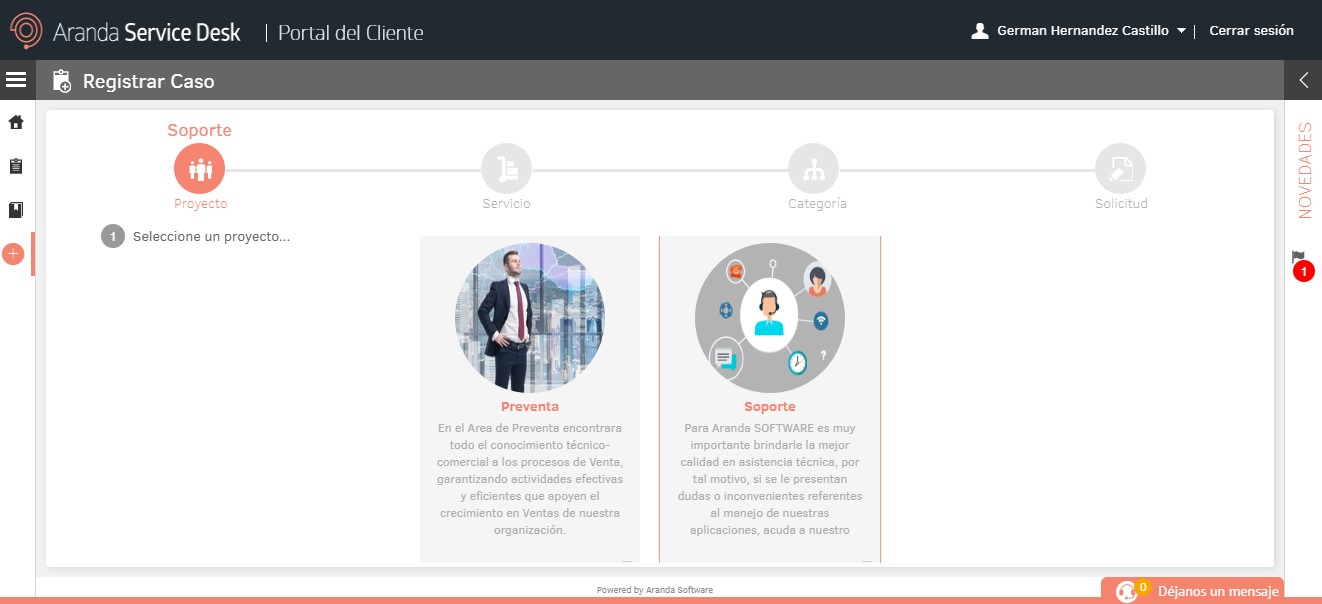 Aranda Service Desk | Portal del Cliente
German Hernandez Castillo | Cerrar sesión
Registrar Caso
NOVEDADES
1
Soporte
Proyecto
Servicio
Categoría
Solicitud
1 Seleccione un proyecto...
Preventa
En el Area de Preventa encontrara
todo el conocimiento técnico-
comercial a los procesos de Venta,
garantizando actividades efectivas
y eficientes que apoyen el
crecimiento en Ventas de nuestra
organización.
...
Soporte
Para Aranda SOFTWARE es muy
importante brindarle la mejor
calidad en asistencia técnica, por
tal motivo, si se le presentan
dudas o inconvenientes referentes
al manejo de nuestras
aplicaciones, acuda a nuestro
...
Powered by Aranda Software
0 Déjanos un mensaje